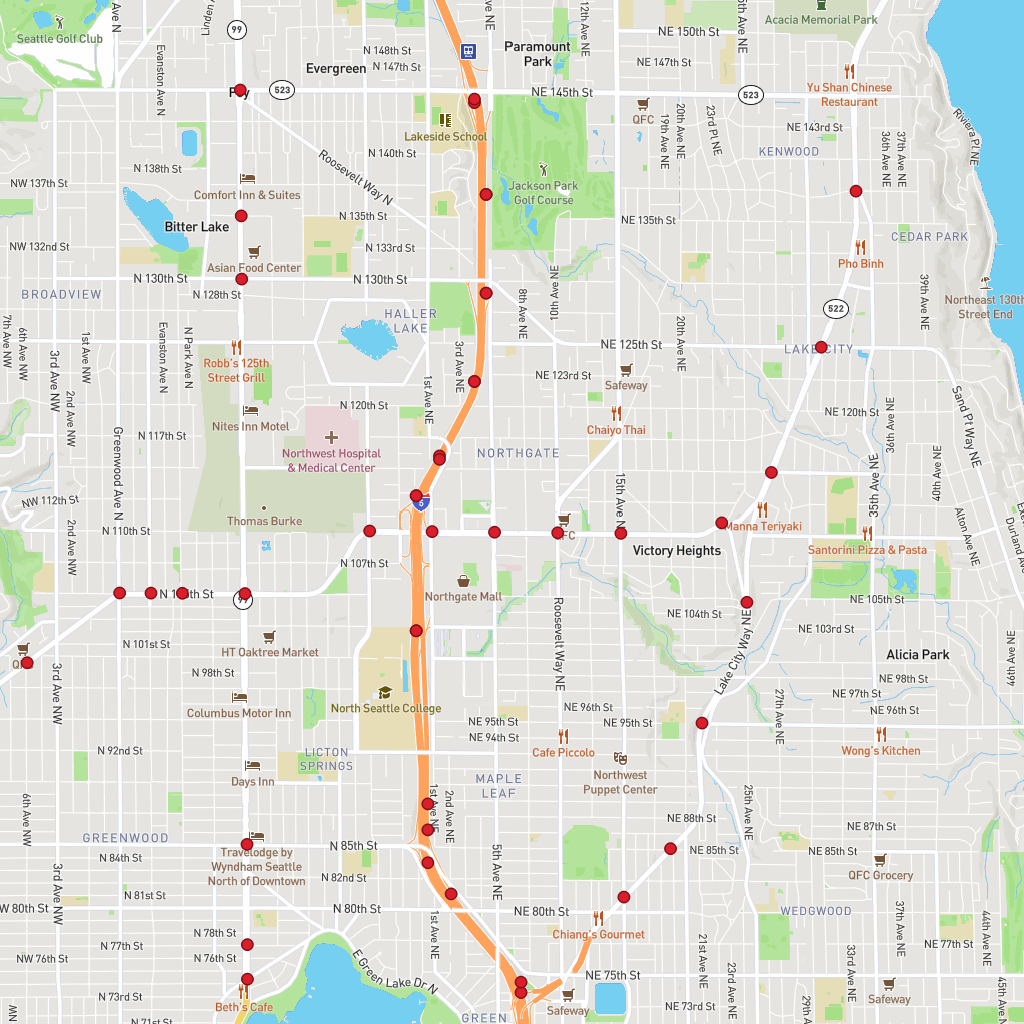 Seattle Golf Club
Acacia Memorial Park
NE 150th St
N 148th St
N 147th St
Paramount
Park
NE 147th St
Evergreen
99
Yu Shan Chinese
Restaurant
523
NE 145th St
523
QFC
Lakeside School
NE 143rd St
KENWOOD
N 140th St
N 138th St
Roosevelt Way N
NW 137th St
Comfort Inn & Suites
Jackson Park
Golf Course
N 135th St
NE 135th St
Bitter Lake
CEDAR PARK
NW 132nd St
N 133rd St
Asian Food Center
Pho Binh
N 130th St
N 130th St
BROADVIEW
N 128th St
Northeast 130th
Street End
HALLER
LAKE
522
NE 125th St
LAKE CITY
Robb's 125th
Street Grill
NE 123rd St
Safeway
N 120th St
NE 120th St
Nites Inn Motel
Chaiyo Thai
N 117th St
Northwest Hospital
& Medical Center
NORTHGATE
NW 112th St
Thomas Burke
N 110th St
Manna Teriyaki
Victory Heights
Santorini Pizza & Pasta
N 107th St
Northgate Mall
99
NE 105th St
NE 104th St
NE 103rd St
N 101st St
HT Oaktree Market
Alicia Park
N 98th St
NE 98th St
NE 97th St
NE 96th St
NE 96th St
Columbus Motor Inn
North Seattle College
NE 95th St
NE 95th St
NE 94th St
N 92nd St
LICTON
SPRINGS
Cafe Piccolo
Wong's Kitchen
Northwest
Puppet Center
Days Inn
MAPLE
LEAF
NE 88th St
NE 87th St
GREENWOOD
N 85th St
NE 85th St
NE 85th St
N 84th St
Travelodge by
Wyndham Seattle
North of Downtown
N 82nd St
QFC Grocery
N 81st St
W 80th St
N 80th St
NE 80th St
WEDGWOOD
N 78th St
Chiang's Gourmet
N 77th St
NE 77th St
NW 76th St
N 76th St
E Green Lake Dr N
NE 75th St
N 73rd St
Beth's Cafe
Safeway
NE 73rd St
Safeway
N 71st St
GREEN
Evanston Ave N
12th Ave NE
19th Ave NE
20th Ave NE
23rd Pl NE
36th Ave NE
37th Ave NE
Riviera Pl NE
39th Ave NE
7th Ave NW
6th Ave NW
3rd Ave NW
1st Ave NW
2nd Ave NW
Evanston Ave N
N Park Ave N
3rd Ave NE
1st Ave NE
8th Ave NE
10th Ave NE
20th Ave NE
Greenwood Ave N
2nd Ave NW
15th Ave N
36th Ave NE
35th Ave NE
40th Ave NE
Sand Pt Way NE
Alton Ave NE
Durland Av
3rd Ave NW
Roosevelt Way NE
Lake City Way NE
27th Ave NE
46th Ave NE
6th Ave NW
3rd Ave NW
1st Ave NE
2nd Ave NE
5th Ave NE
25th Ave NE
1st Ave NE
21st Ave NE
23rd Ave NE
29th Ave
33rd Ave NE
37th Ave NE
44th Ave NE
45th Ave NE